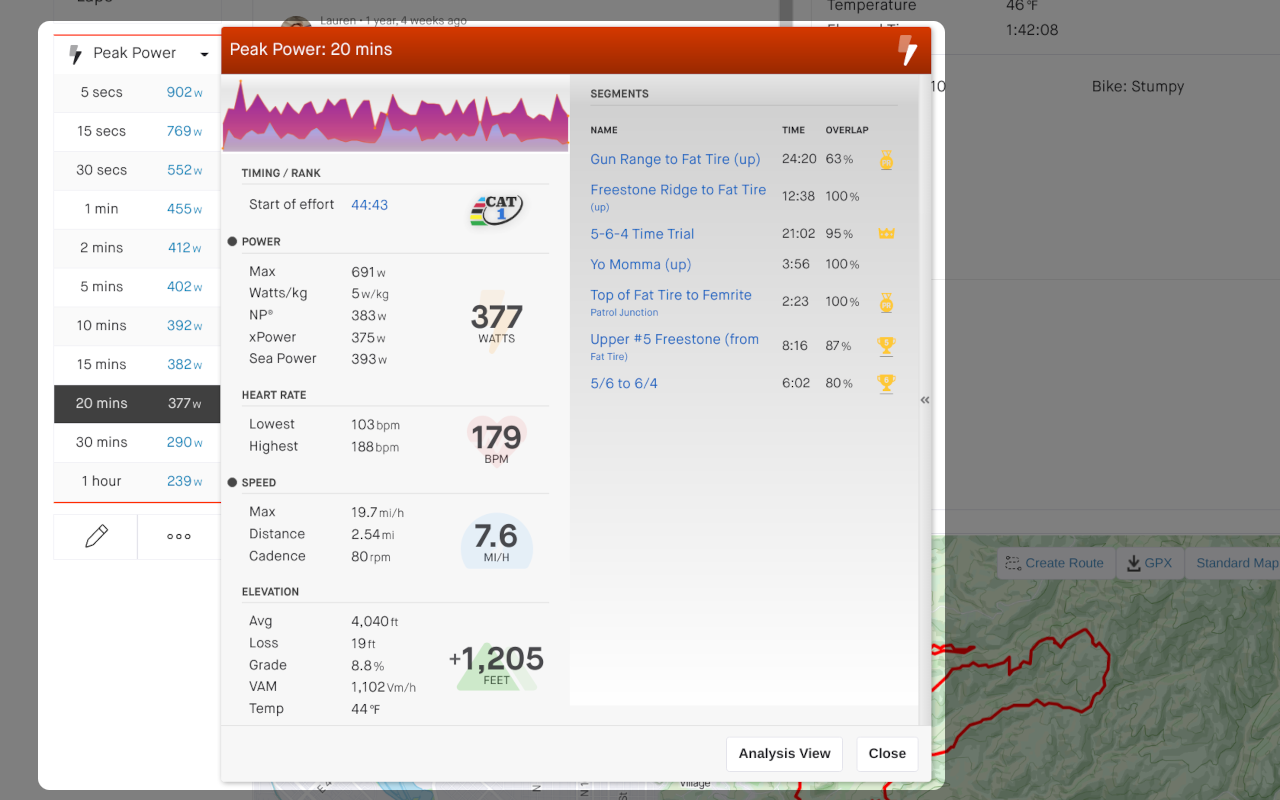 Lauren · 1 year, 4 weeks ago
Temperature 46 °F
1:42:08
10
Bike: Stumpy
Peak Power
5 secs 902 w
15 secs 769 w
30 secs 552 w
1 min 455 w
2 mins 412 w
5 mins 402 w
10 mins 392 w
15 mins 382 w
20 mins 377 w
30 mins 290 w
1 hour 239 w
Peak Power: 20 mins
TIMING / RANK
Start of effort 44:43
CAT
1
POWER
Max 691 w
Watts/kg 5 w/kg
NP® 383 w
xPower 375 w
Sea Power 393 w
377
WATTS
HEART RATE
Lowest 103 bpm
Highest 188 bpm
179
BPM
SPEED
Max 19.7 mi/h
Distance 2.54 mi
Cadence 80 rpm
7.6
MI/H
ELEVATION
Avg 4,040 ft
Loss 19 ft
Grade 8.8 %
VAM 1,102 Vm/h
Temp 44 °F
+1,205
FEET
SEGMENTS
NAME TIME OVERLAP
Gun Range to Fat Tire (up) 24:20 63 %
Freestone Ridge to Fat Tire
(up) 12:38 100 %
5-6-4 Time Trial 21:02 95 %
Yo Momma (up) 3:56 100 %
Top of Fat Tire to Femrite
Patrol Junction 2:23 100 %
Upper #5 Freestone (from
Fat Tire) 8:16 87 %
5/6 to 6/4 6:02 80 %
«
Analysis View
Close
Create Route
GPX
Standard Map
Village
N
N 1
St